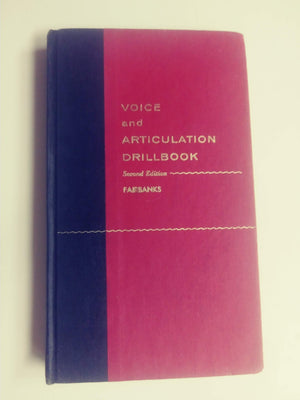 VOICE
and
ARTICULATION
DRILLBOOK
Second Edition
FAIRBANKS